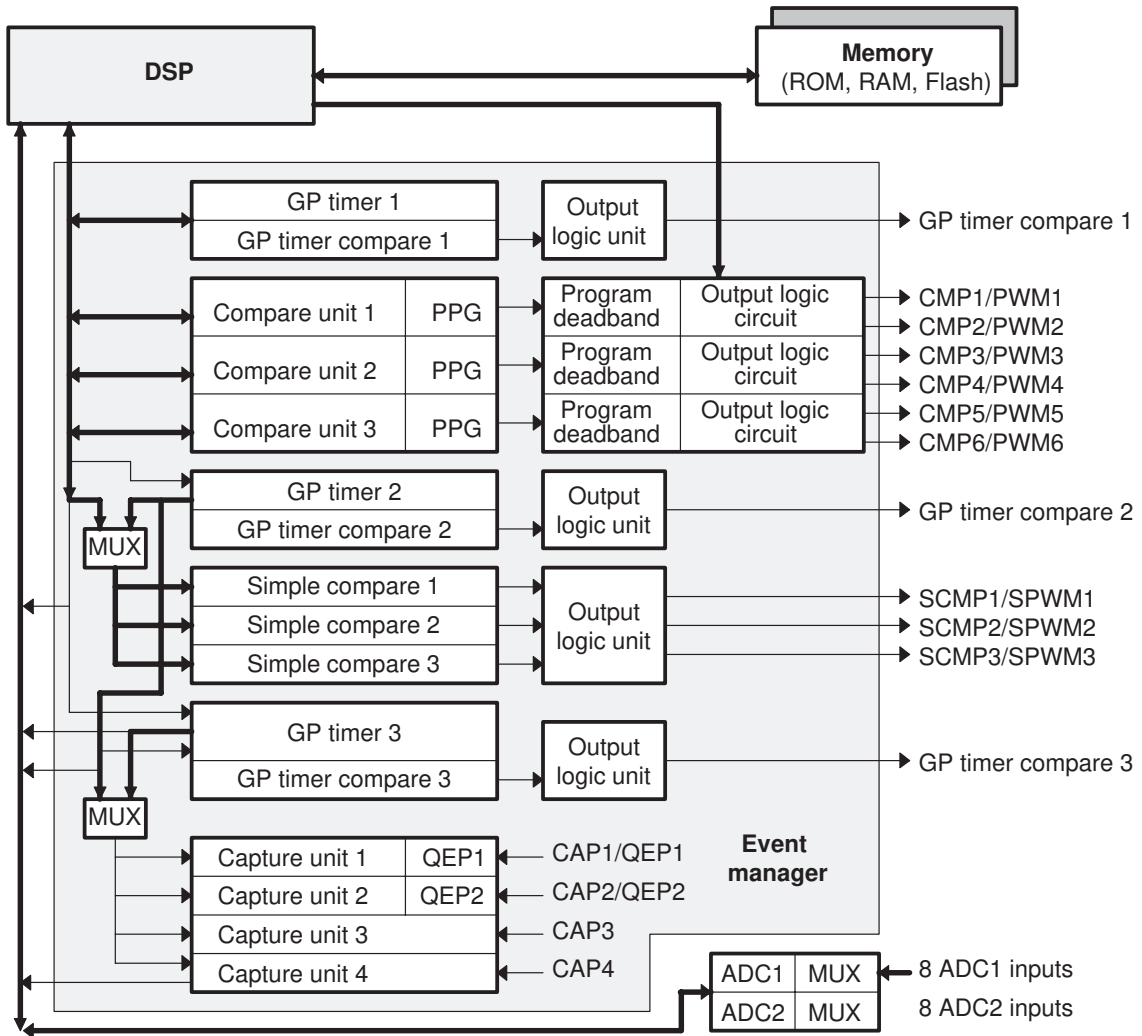 DSP
Memory
(ROM, RAM, Flash)
GP timer 1
GP timer compare 1
Output
logic unit
GP timer compare 1
Compare unit 1
PPG
Program
deadband
Output logic
circuit
CMP1/PWM1
CMP2/PWM2
Compare unit 2
PPG
Program
deadband
Output logic
circuit
CMP3/PWM3
CMP4/PWM4
Compare unit 3
PPG
Program
deadband
Output logic
circuit
CMP5/PWM5
CMP6/PWM6
GP timer 2
GP timer compare 2
Output
logic unit
GP timer compare 2
MUX
Simple compare 1
Simple compare 2
Simple compare 3
Output
logic unit
SCMP1/SPWM1
SCMP2/SPWM2
SCMP3/SPWM3
GP timer 3
GP timer compare 3
Output
logic unit
GP timer compare 3
MUX
Capture unit 1
QEP1
CAP1/QEP1
Capture unit 2
QEP2
CAP2/QEP2
Capture unit 3
CAP3
Capture unit 4
CAP4
Event
manager
ADC1
MUX
8 ADC1 inputs
ADC2
MUX
8 ADC2 inputs